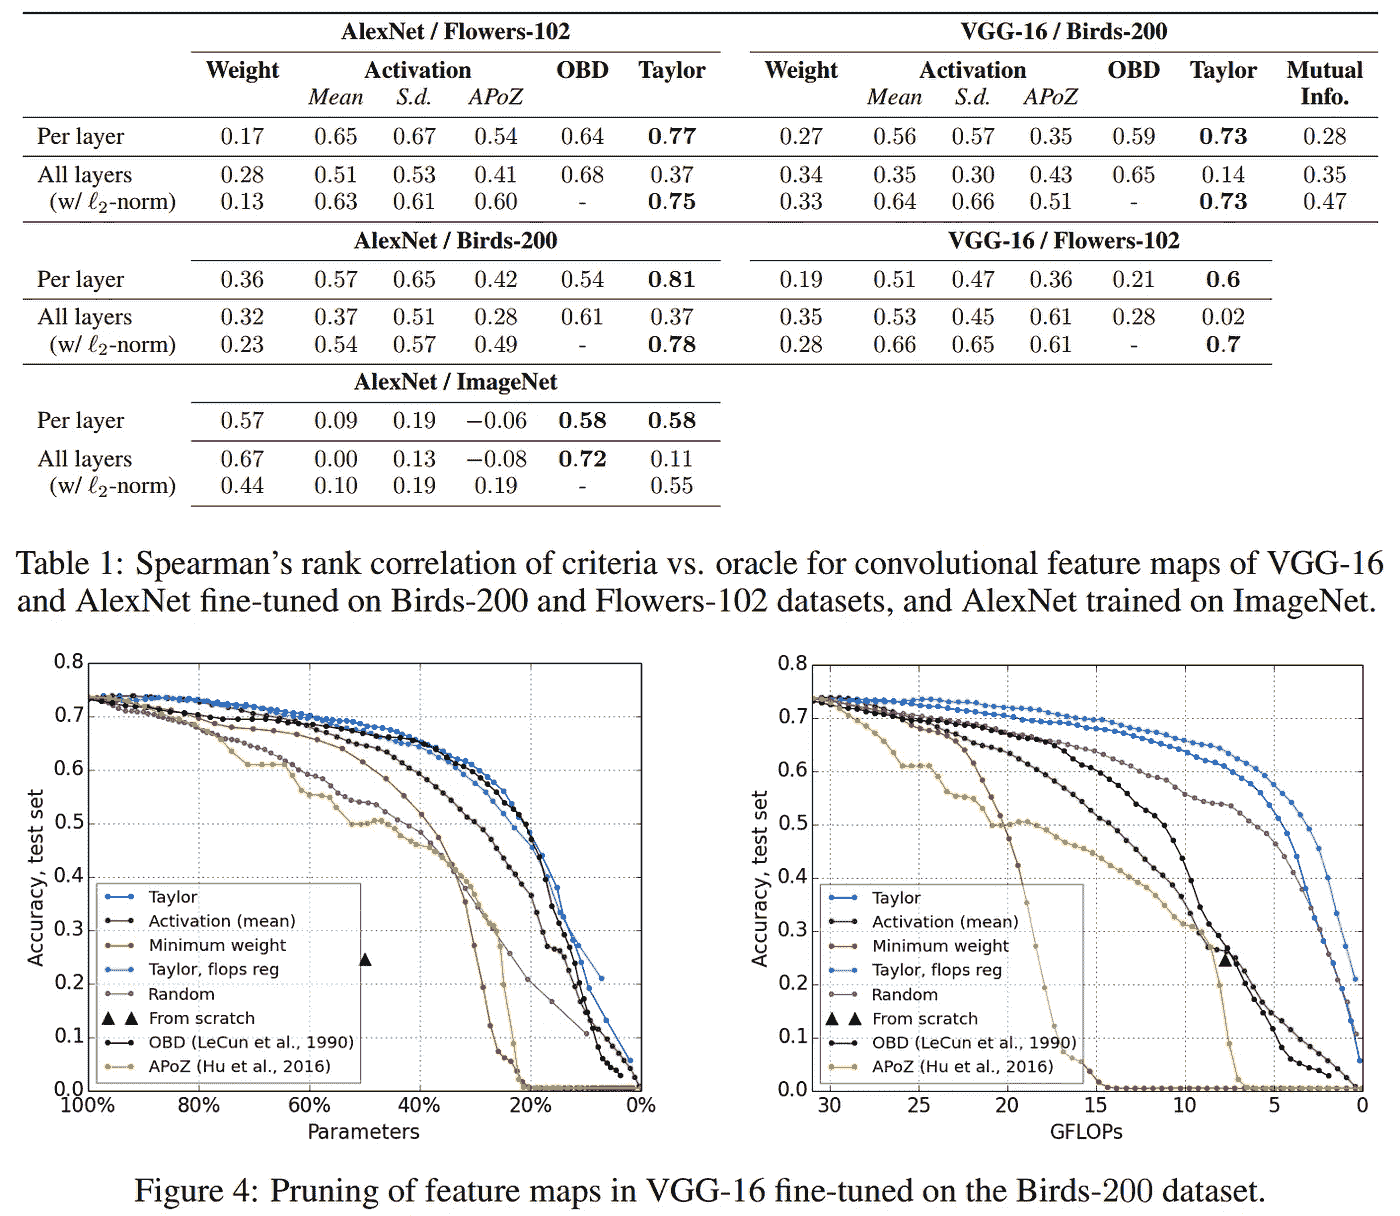 AlexNet / Flowers-102 VGG-16 / Birds-200
Weight Activation OBD Taylor Weight Activation OBD Taylor Mutual
Mean S.d. APoZ Mean S.d. APoZ Info.
Per layer 0.17 0.65 0.67 0.54 0.64 0.77 0.27 0.56 0.57 0.35 0.59 0.73 0.28
All layers 0.28 0.51 0.53 0.41 0.68 0.37 0.34 0.35 0.30 0.43 0.65 0.14 0.35
(w/ ℓ2-norm) 0.13 0.63 0.61 0.60 - 0.75 0.33 0.64 0.66 0.51 - 0.73 0.47
AlexNet / Birds-200 VGG-16 / Flowers-102
Per layer 0.36 0.57 0.65 0.42 0.54 0.81 0.19 0.51 0.47 0.36 0.21 0.6
All layers 0.32 0.37 0.51 0.28 0.61 0.37 0.35 0.53 0.45 0.61 0.28 0.02
(w/ ℓ2-norm) 0.23 0.54 0.57 0.49 - 0.78 0.28 0.66 0.65 0.61 - 0.7
AlexNet / ImageNet
Per layer 0.57 0.09 0.19 −0.06 0.58 0.58
All layers 0.67 0.00 0.13 −0.08 0.72 0.11
(w/ ℓ2-norm) 0.44 0.10 0.19 0.19 - 0.55
Table 1: Spearman's rank correlation of criteria vs. oracle for convolutional feature maps of VGG-16
and AlexNet fine-tuned on Birds-200 and Flowers-102 datasets, and AlexNet trained on ImageNet.
0.8
0.7
0.6
0.5
0.4
0.3
0.2
0.1
0.0
Accuracy, test set
Taylor
Activation (mean)
Minimum weight
Taylor, flops reg
Random
From scratch
OBD (LeCun et al., 1990)
APoZ (Hu et al., 2016)
100% 80% 60% 40% 20% 0%
Parameters
0.8
0.7
0.6
0.5
0.4
0.3
0.2
0.1
0.0
Accuracy, test set
Taylor
Activation (mean)
Minimum weight
Taylor, flops reg
Random
From scratch
OBD (LeCun et al., 1990)
APoZ (Hu et al., 2016)
30 25 20 15 10 5 0
GFLOPs
Figure 4: Pruning of feature maps in VGG-16 fine-tuned on the Birds-200 dataset.